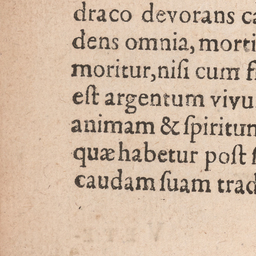 draco devorans ca
dens omnia, morti
moritur, niſi cum f
eſt argentum vivu
animam & ſpiritun
quæ habetur poſt ſ
caudam ſuam trad